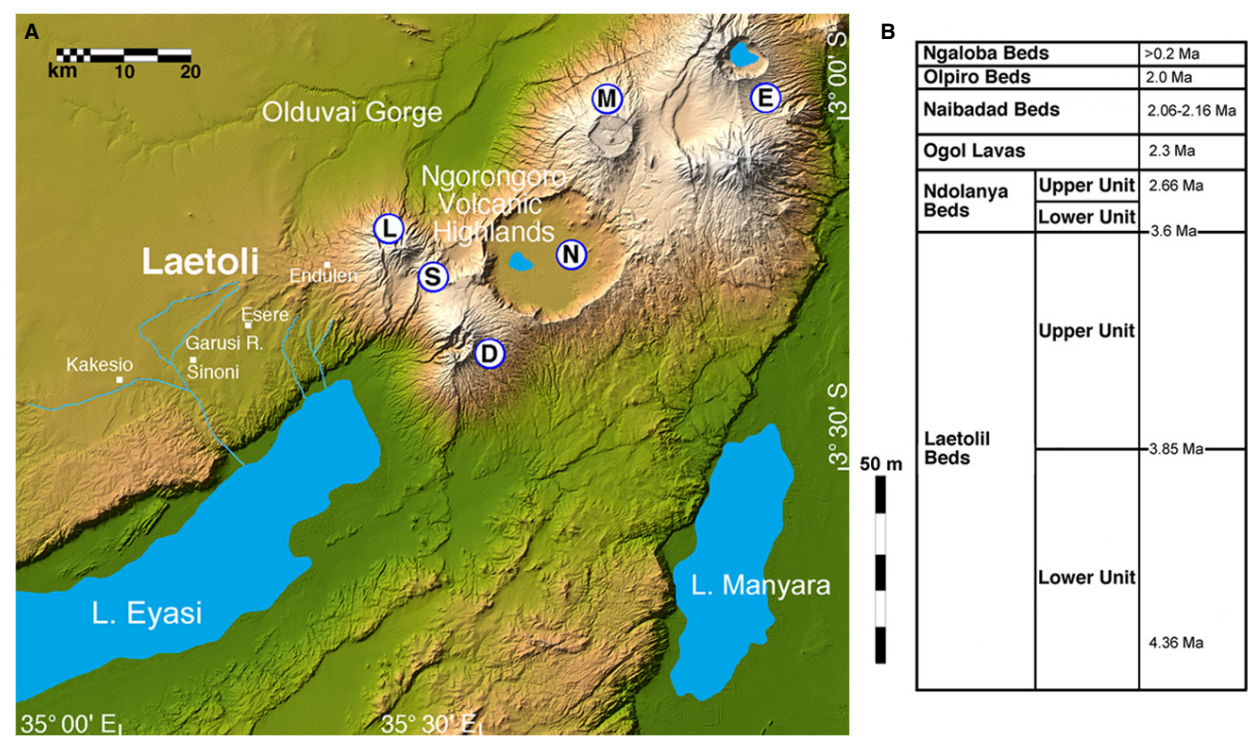 A
km 10 20
Olduvai Gorge
M
E
3° 00' S
Ngorongoro
Volcanic
Highlands
L
S
N
D
Laetoli
Endulen
Esere
Garusi R.
Sinoni
Kakesio
3° 30' S
L. Eyasi
L. Manyara
35° 00' E
35° 30' E
B
50 m
Ngaloba Beds >0.2 Ma
Olpiro Beds 2.0 Ma
Naibadad Beds 2.06-2.16 Ma
Ogol Lavas 2.3 Ma
Ndolanya
Beds
Upper Unit 2.66 Ma
Lower Unit
3.6 Ma
Laetolil
Beds
Upper Unit
3.85 Ma
Lower Unit
4.36 Ma